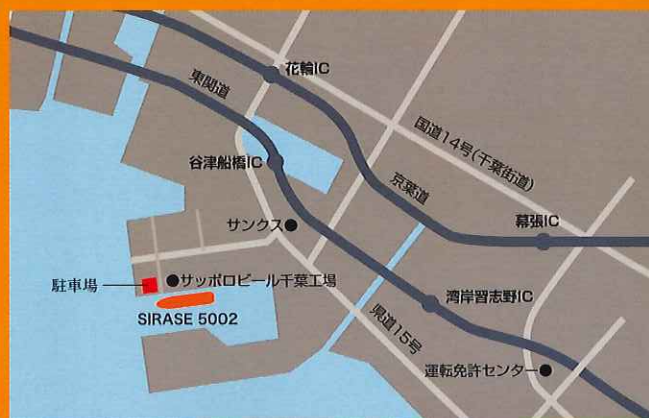 花輪IC
東関道
国道14号(千葉街道)
谷津船橋IC
京葉道
サンクス
幕張IC
駐車場
サッポロビール千葉工場
湾岸習志野IC
SIRASE 5002
県道15号
運転免許センター